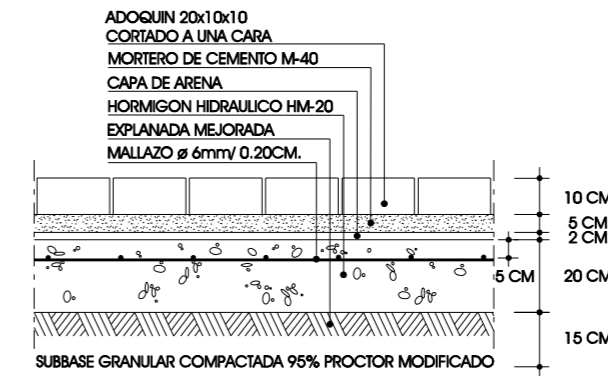 ADOQUIN 20x10x10
CORTADO A UNA CARA
MORTERO DE CEMENTO M-40
CAPA DE ARENA
HORMIGON HIDRAULICO HM-20
EXPLANADA MEJORADA
MALLAZO ø 6mm/ 0.20CM.
10 CM
5 CM
2 CM
5 CM
20 CM
15 CM
SUBBASE GRANULAR COMPACTADA 95% PROCTOR MODIFICADO